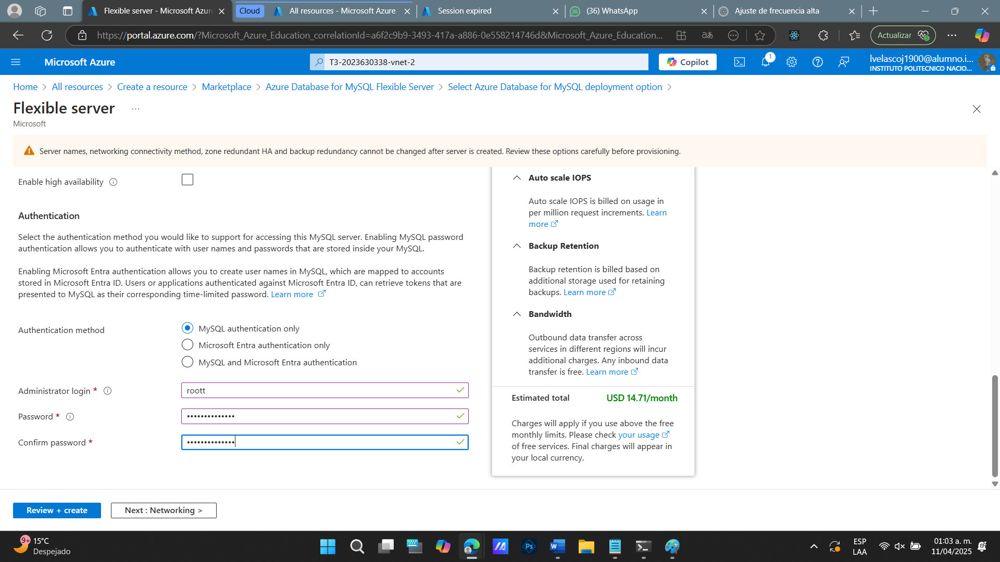 Flexible server - Microsoft Azure
Cloud
All resources - Microsoft Azure
Session expired
(36) WhatsApp
Ajuste de frecuencia alta
https://portal.azure.com/?Microsoft_Azure_Education_correlationId=a6f2c9b9-3493-417a-a886-0e558214746d&Microsoft_Azure_Education...
Actualizar
Microsoft Azure
T3-2023630338-vnet-2
Copilot
1
lvelascoj1900@alumno.i...
INSTITUTO POLITECNICO NACIO...
Home > All resources > Create a resource > Marketplace > Azure Database for MySQL Flexible Server > Select Azure Database for MySQL deployment option >
Flexible server ...
Microsoft
Server names, networking connectivity method, zone redundant HA and backup redundancy cannot be changed after server is created. Review these options carefully before provisioning.
Enable high availability
Authentication
Select the authentication method you would like to support for accessing this MySQL server. Enabling MySQL password
authentication allows you to authenticate with user names and passwords that are stored inside your MySQL.
Enabling Microsoft Entra authentication allows you to create user names in MySQL, which are mapped to accounts
stored in Microsoft Entra ID. Users or applications authenticated against Microsoft Entra ID, can retrieve tokens that are
presented to MySQL as their corresponding time-limited password. Learn more
Authentication method
MySQL authentication only
Microsoft Entra authentication only
MySQL and Microsoft Entra authentication
Administrator login *
roott
Password *
••••••••••••••
Confirm password *
••••••••••••••
Auto scale IOPS
Auto scale IOPS is billed on usage in
per million request increments. Learn
more
Backup Retention
Backup retention is billed based on
additional storage used for retaining
backups. Learn more
Bandwidth
Outbound data transfer across
services in different regions will incur
additional charges. Any inbound data
transfer is free. Learn more
Estimated total
USD 14.71/month
Charges will apply if you use above the free
monthly limits. Please check your usage
of free services. Final charges will appear in
your local currency.
Review + create
Next : Networking >
9+
15°C
Despejado
Ps
W
ESP
LAA
01:03 a. m.
11/04/2025